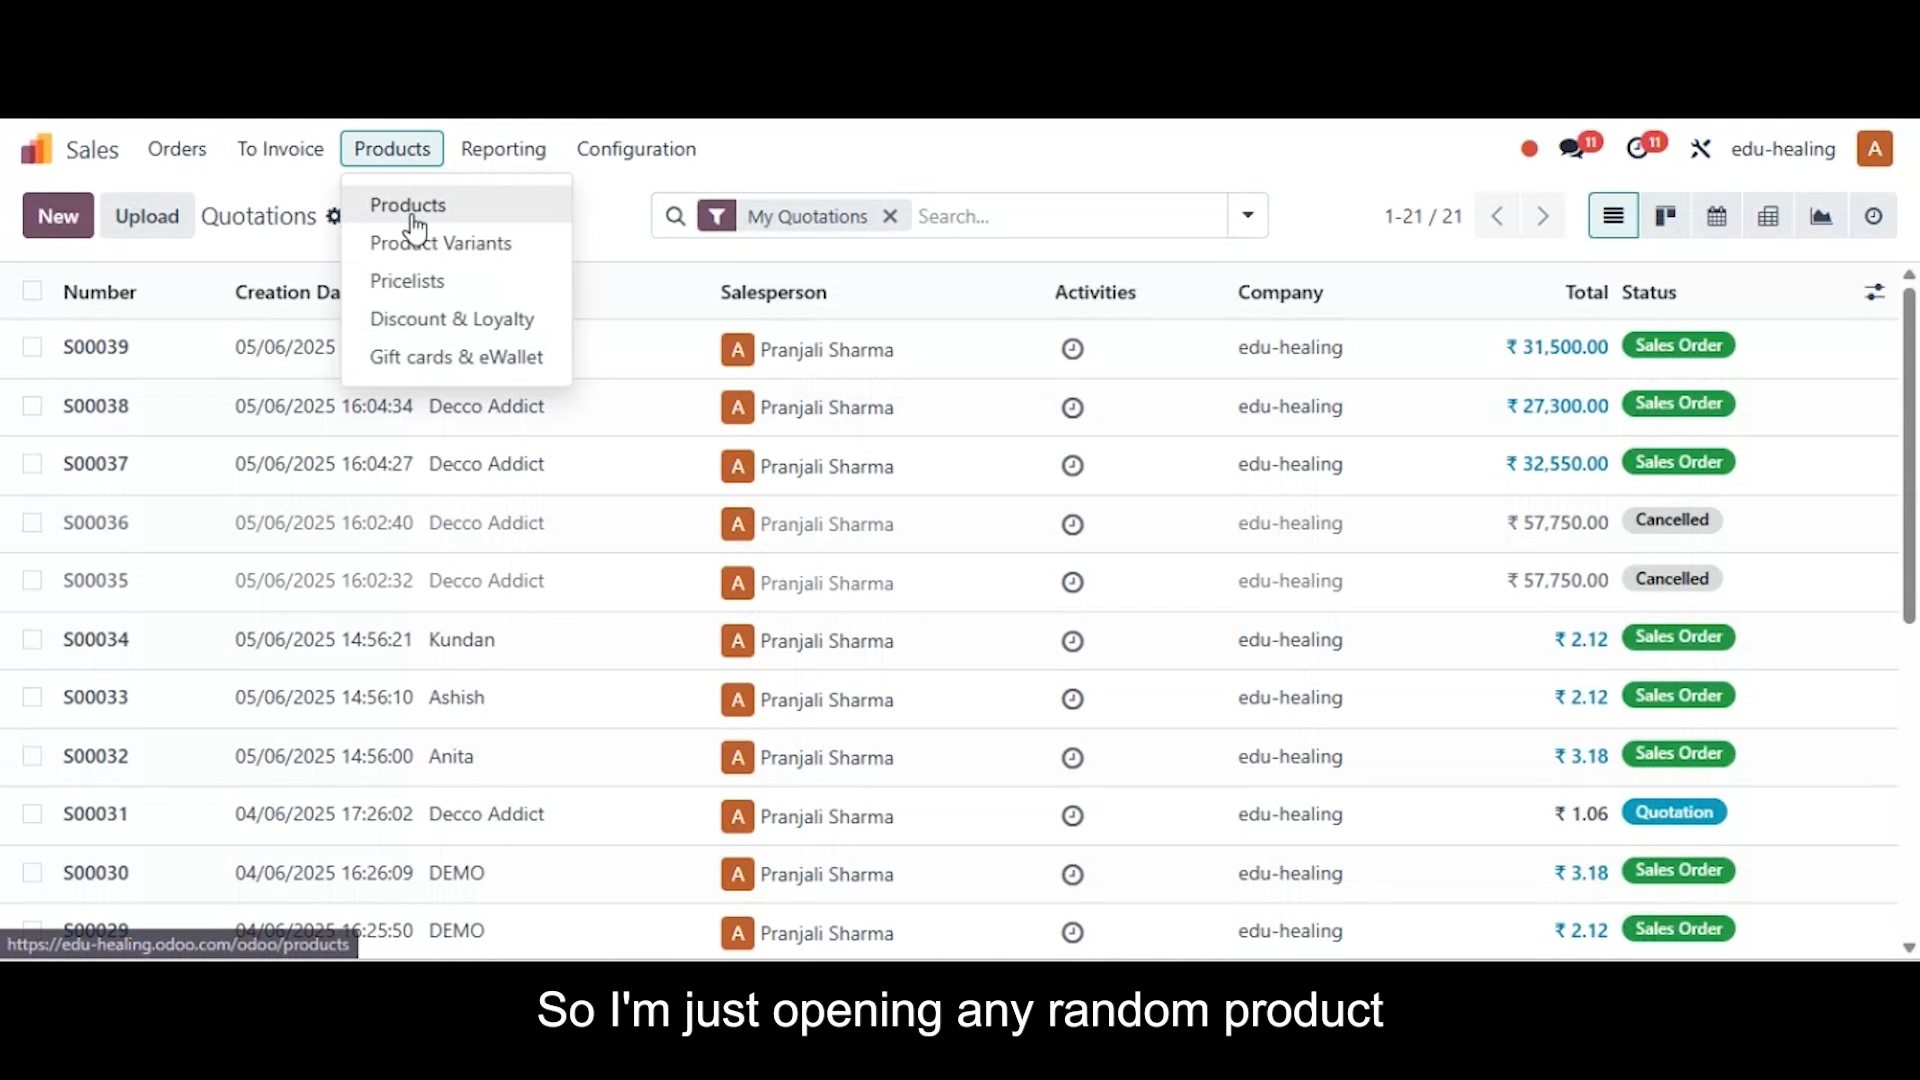 Sales Orders To Invoice Products Reporting Configuration 11 11 edu-healing A
New Upload Quotations My Quotations Search... 1-21 / 21
Products
Product Variants
Pricelists
Discount & Loyalty
Gift cards & eWallet
Number Creation Da Salesperson Activities Company Total Status
S00039 05/06/2025 A Pranjali Sharma edu-healing ₹ 31,500.00 Sales Order
S00038 05/06/2025 16:04:34 Decco Addict A Pranjali Sharma edu-healing ₹ 27,300.00 Sales Order
S00037 05/06/2025 16:04:27 Decco Addict A Pranjali Sharma edu-healing ₹ 32,550.00 Sales Order
S00036 05/06/2025 16:02:40 Decco Addict A Pranjali Sharma edu-healing ₹ 57,750.00 Cancelled
S00035 05/06/2025 16:02:32 Decco Addict A Pranjali Sharma edu-healing ₹ 57,750.00 Cancelled
S00034 05/06/2025 14:56:21 Kundan A Pranjali Sharma edu-healing ₹ 2.12 Sales Order
S00033 05/06/2025 14:56:10 Ashish A Pranjali Sharma edu-healing ₹ 2.12 Sales Order
S00032 05/06/2025 14:56:00 Anita A Pranjali Sharma edu-healing ₹ 3.18 Sales Order
S00031 04/06/2025 17:26:02 Decco Addict A Pranjali Sharma edu-healing ₹ 1.06 Quotation
S00030 04/06/2025 16:26:09 DEMO A Pranjali Sharma edu-healing ₹ 3.18 Sales Order
S00029 04/06/2025 16:25:50 DEMO A Pranjali Sharma edu-healing ₹ 2.12 Sales Order
https://edu-healing.odoo.com/odoo/products
So I'm just opening any random product